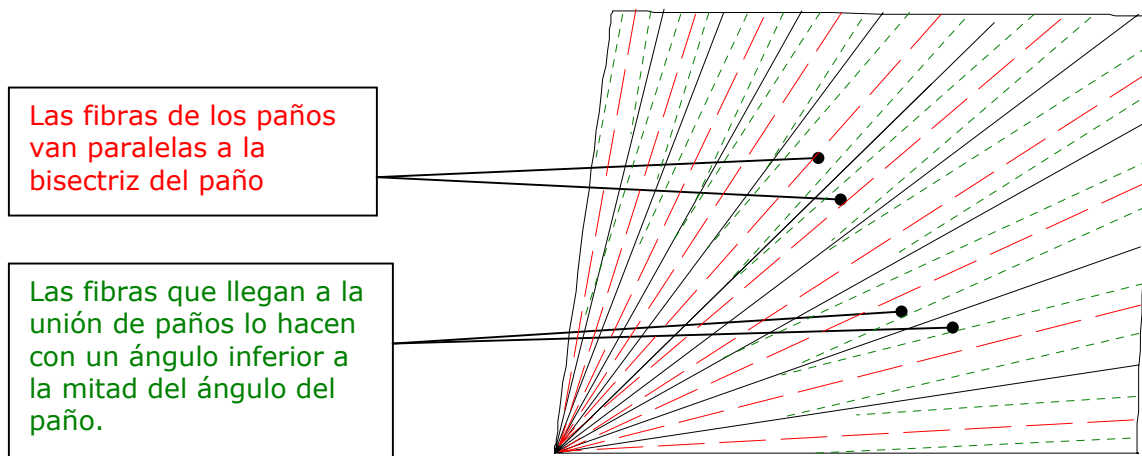 Las fibras de los paños
van paralelas a la
bisectriz del paño
Las fibras que llegan a la
unión de paños lo hacen
con un ángulo inferior a
la mitad del ángulo del
paño.